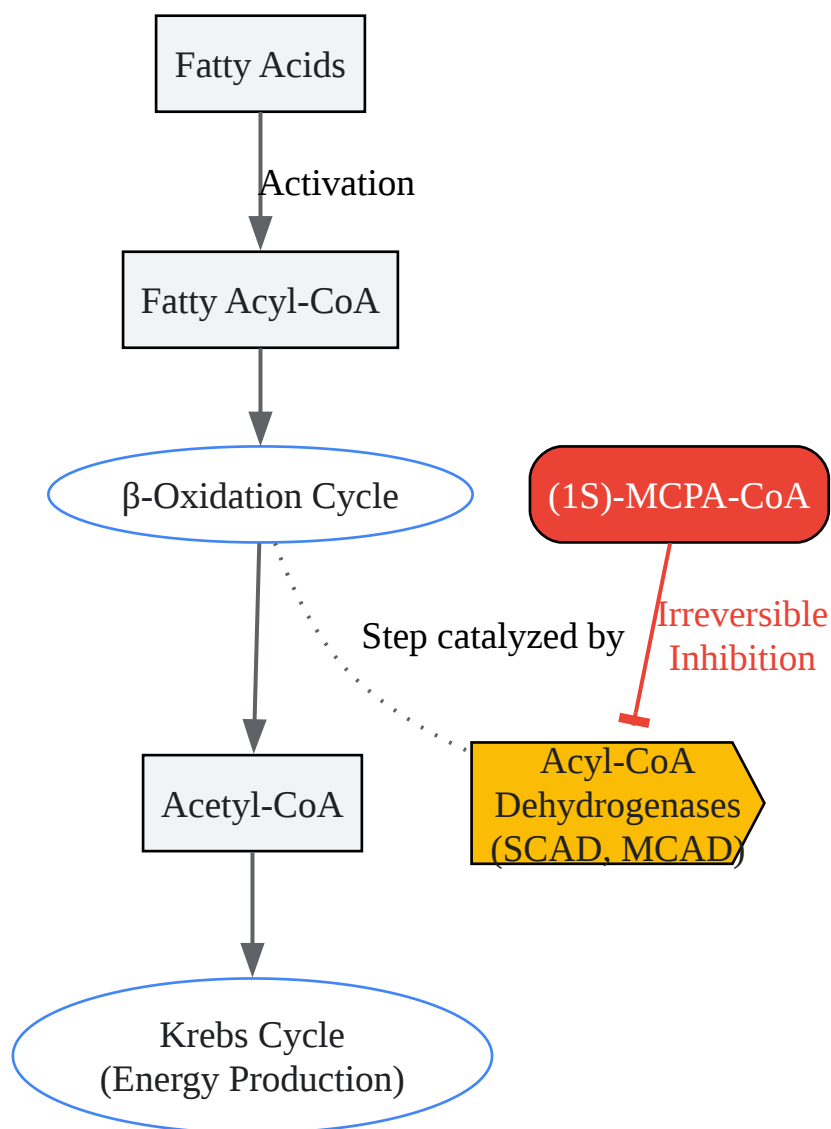 Fatty Acids
Activation
Fatty Acyl-CoA
β-Oxidation Cycle
(1S)-MCPA-CoA
Step catalyzed by
Irreversible
Inhibition
Acyl-CoA
Dehydrogenases
(SCAD, MCAD)
Acetyl-CoA
Krebs Cycle
(Energy Production)